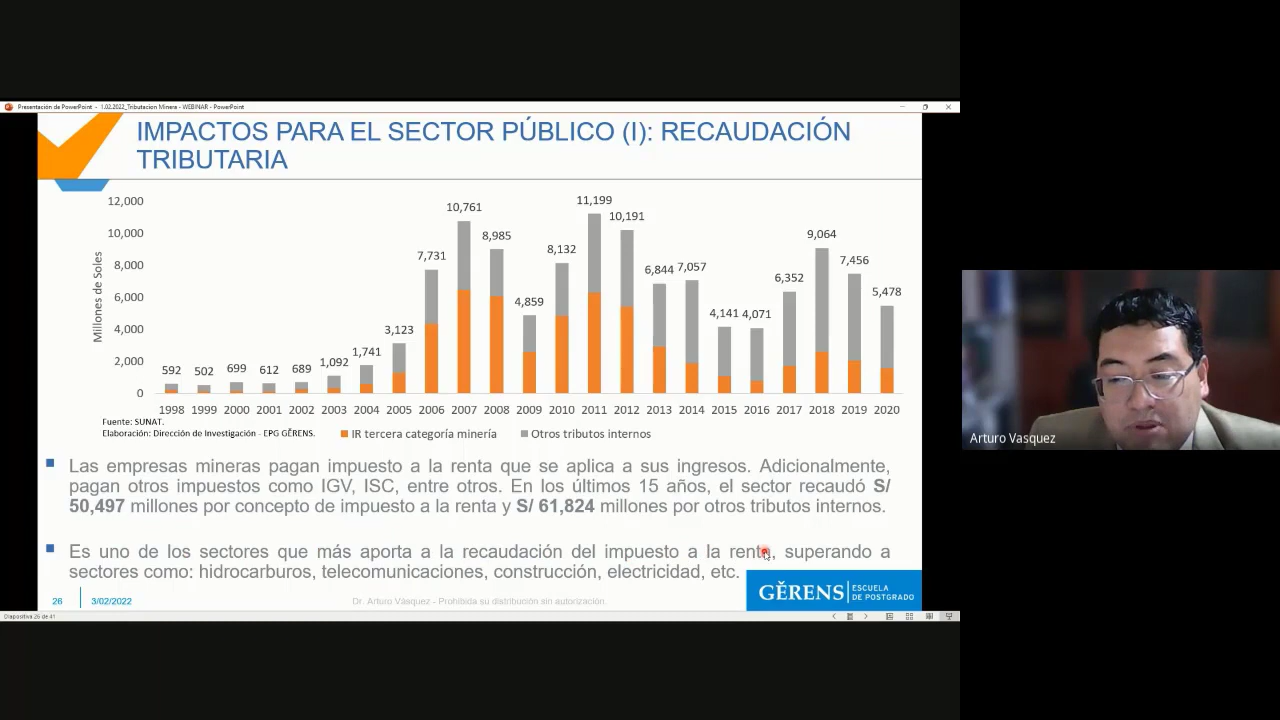 Presentación de PowerPoint - 1.02.2022_Tributacion Minera - WEBINAR - PowerPoint
IMPACTOS PARA EL SECTOR PÚBLICO (I): RECAUDACIÓN
TRIBUTARIA
Millones de Soles
12,000
10,000
8,000
6,000
4,000
2,000
0
592
502
699
612
689
1,092
1,741
3,123
7,731
10,761
8,985
4,859
8,132
11,199
10,191
6,844
7,057
4,141
4,071
6,352
9,064
7,456
5,478
1998 1999 2000 2001 2002 2003 2004 2005 2006 2007 2008 2009 2010 2011 2012 2013 2014 2015 2016 2017 2018 2019 2020
Fuente: SUNAT.
Elaboración: Dirección de Investigación - EPG GĚRENS.
IR tercera categoría minería
Otros tributos internos
Las empresas mineras pagan impuesto a la renta que se aplica a sus ingresos. Adicionalmente,
pagan otros impuestos como IGV, ISC, entre otros. En los últimos 15 años, el sector recaudó S/
50,497 millones por concepto de impuesto a la renta y S/ 61,824 millones por otros tributos internos.
Es uno de los sectores que más aporta a la recaudación del impuesto a la renta, superando a
sectores como: hidrocarburos, telecomunicaciones, construcción, electricidad, etc.
26
3/02/2022
Dr. Arturo Vásquez - Prohibida su distribución sin autorización.
GĚRENS
ESCUELA
DE POSTGRADO
Diapositiva 26 de 41
Arturo Vasquez